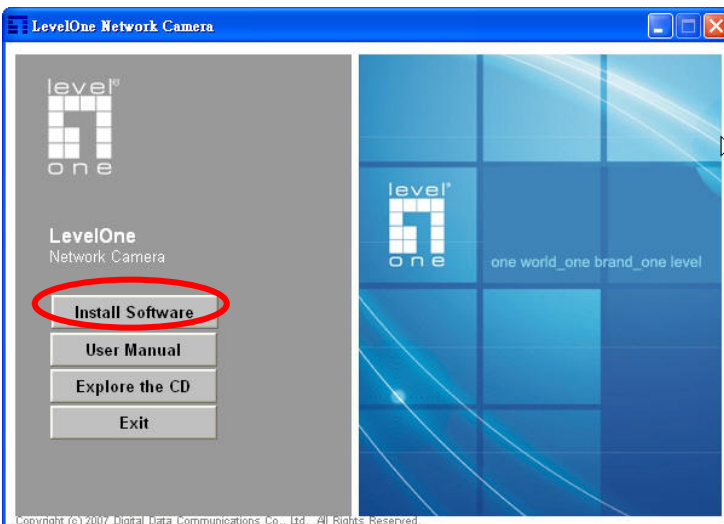 LevelOne Network Camera
level®
one
LevelOne
Network Camera
Install Software
User Manual
Explore the CD
Exit
level®
one
one world_one brand_one level
Copyright (c) 2007 Digital Data Communications Co., Ltd. All Rights Reserved.